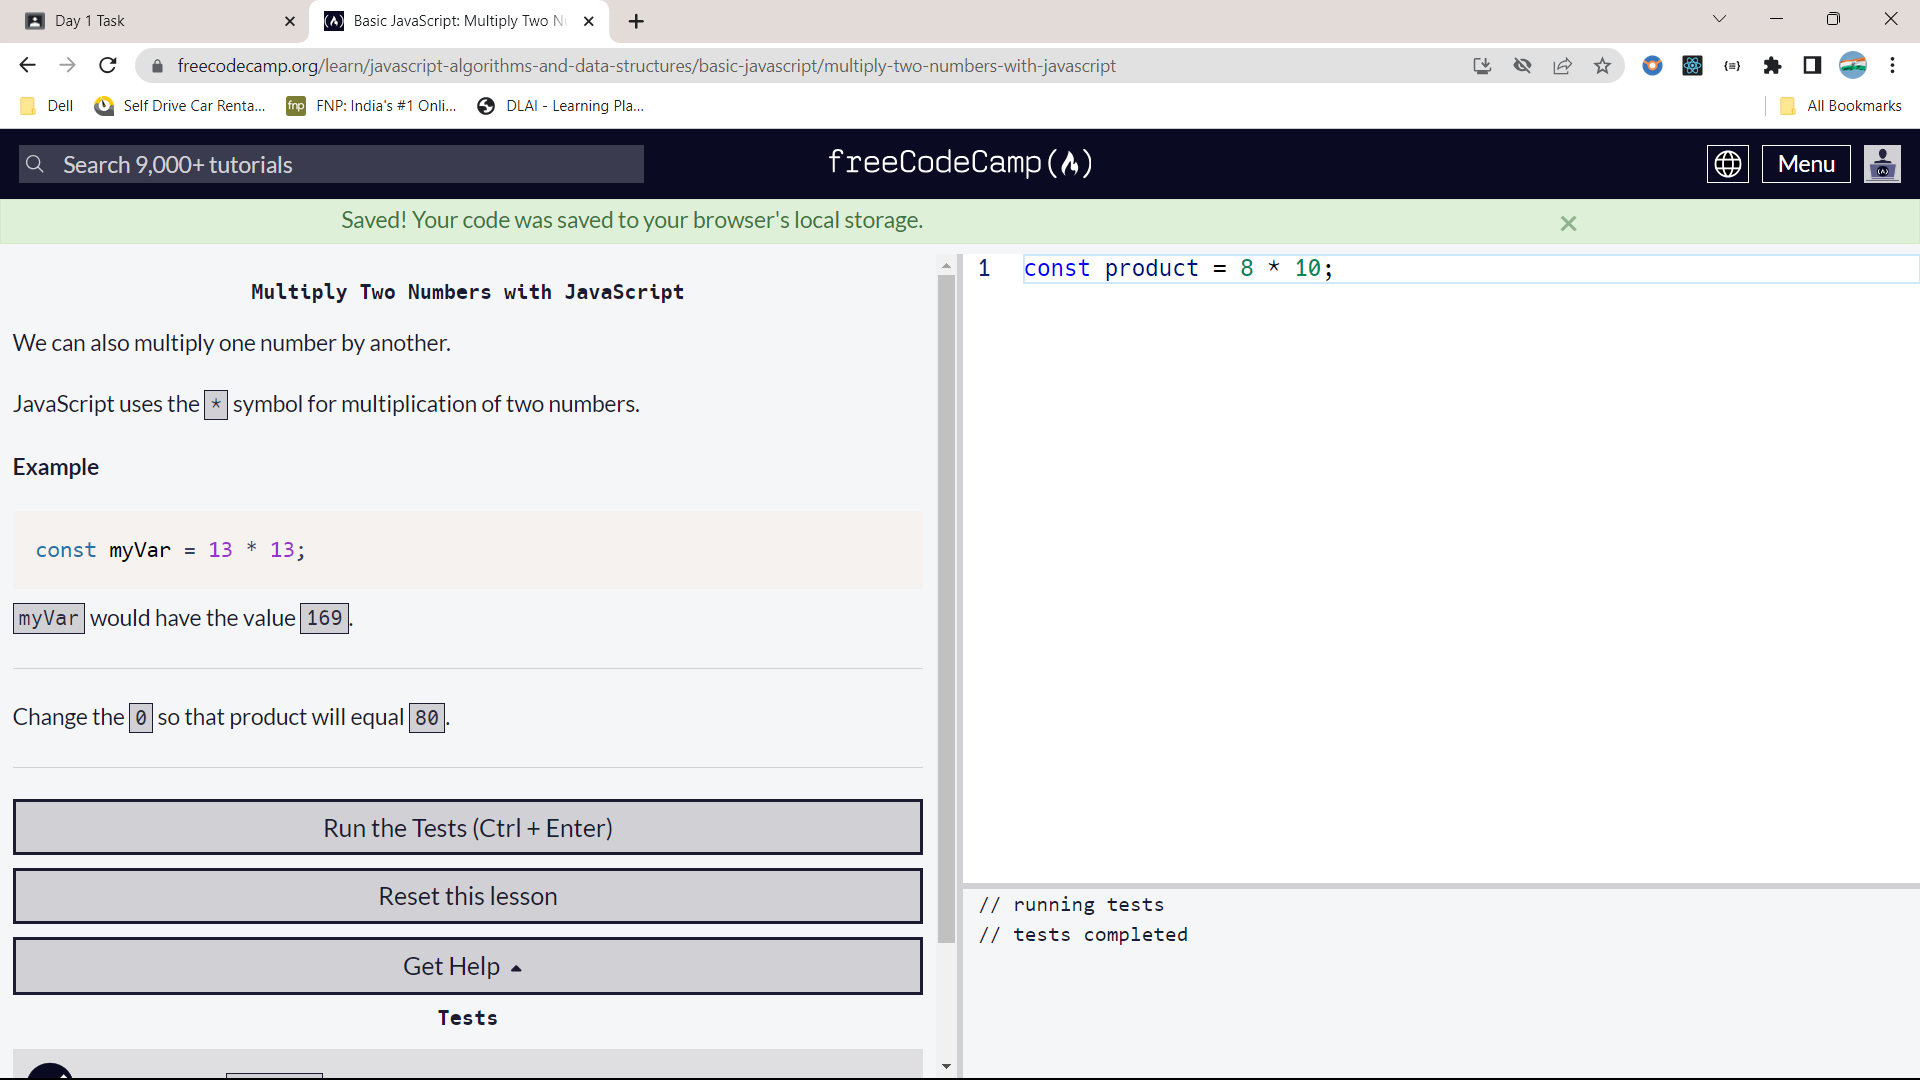 Day 1 Task
Basic JavaScript: Multiply Two N
freecodecamp.org/learn/javascript-algorithms-and-data-structures/basic-javascript/multiply-two-numbers-with-javascript
Dell
Self Drive Car Renta...
fnp
FNP: India's #1 Onli...
DLAI - Learning Pla...
All Bookmarks
Search 9,000+ tutorials
freeCodeCamp(🔥)
Menu
Saved! Your code was saved to your browser's local storage.
Multiply Two Numbers with JavaScript
We can also multiply one number by another.
JavaScript uses the * symbol for multiplication of two numbers.
Example
const myVar = 13 * 13;
myVar would have the value 169.
Change the 0 so that product will equal 80.
Run the Tests (Ctrl + Enter)
Reset this lesson
Get Help
Tests
1 const product = 8 * 10;
// running tests
// tests completed